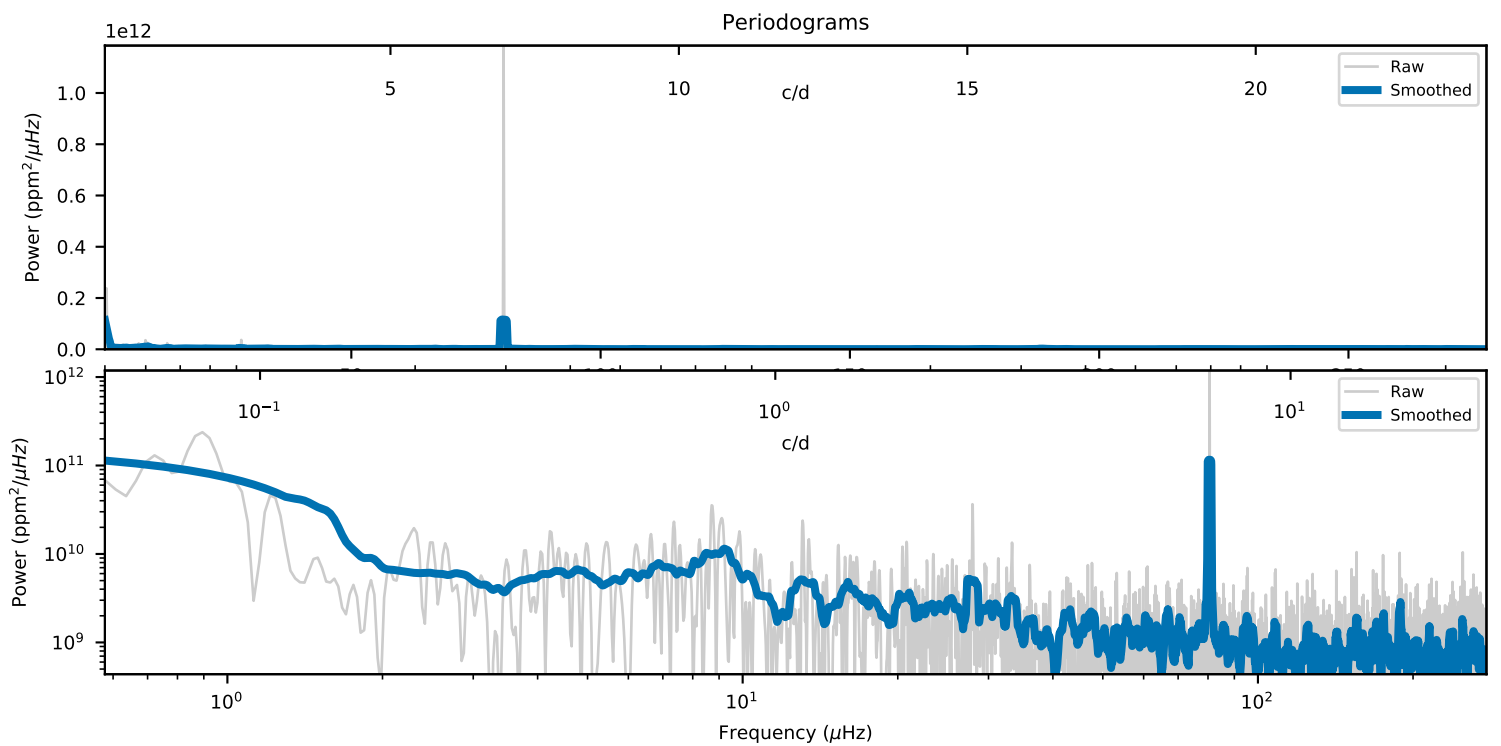 Periodograms
1e12
Power (ppm²/μHz)
1.0
0.8
0.6
0.4
0.2
0.0
5
10
15
20
c/d
Raw
Smoothed
Power (ppm²/μHz)
10¹²
10¹¹
10¹⁰
10⁹
10⁻¹
10⁰
10¹
c/d
Raw
Smoothed
10⁰
10¹
10²
Frequency (μHz)